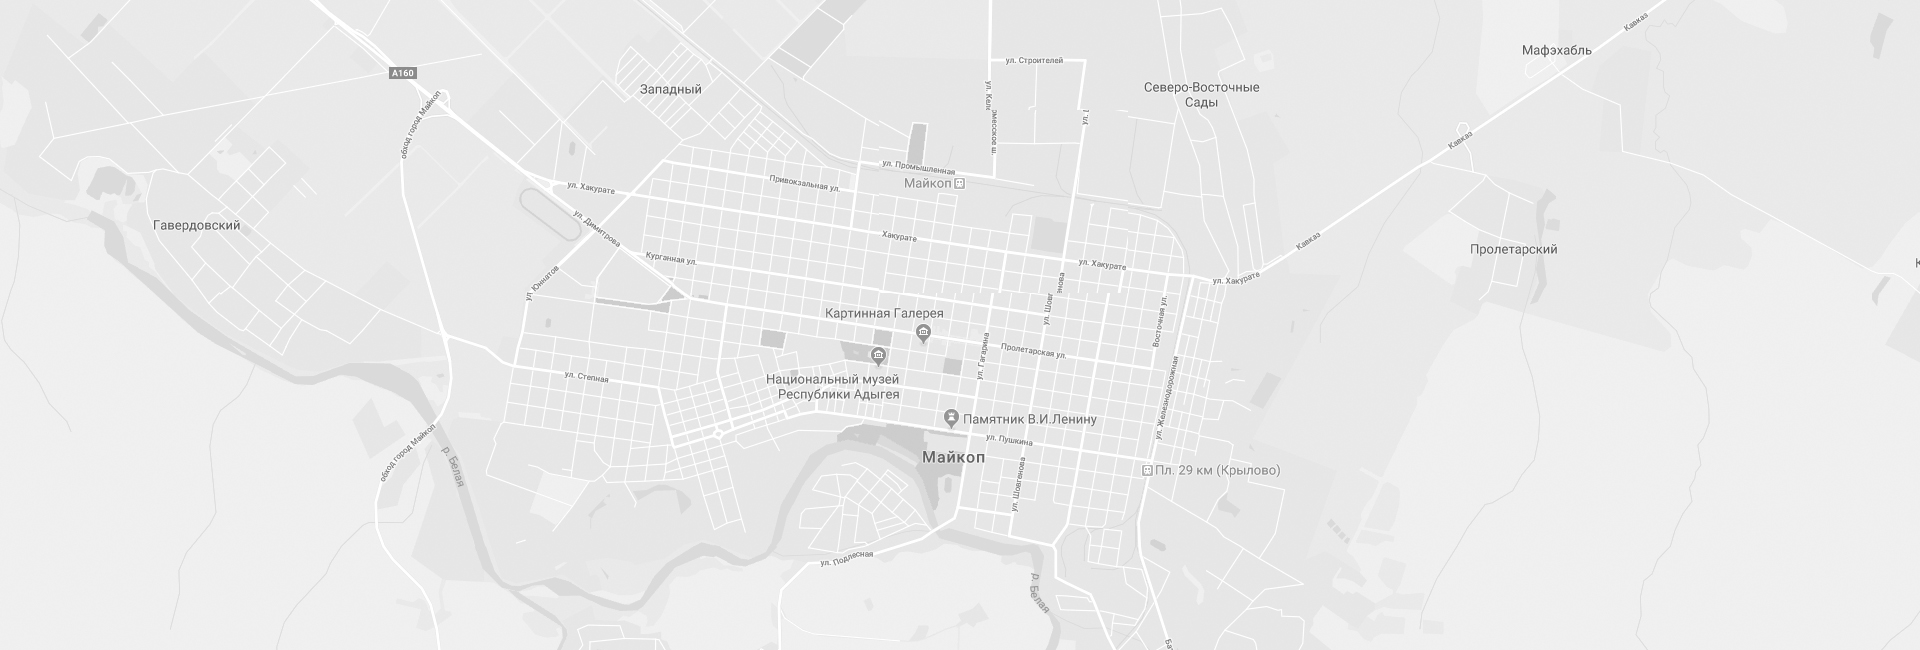 Кавказ
Мафэхабль
ул. Строителей
А160
Западный
Северо-Восточные
Сады
обход город Майкоп
Кавказ
ул. Промышленная
Майкоп
Привокзальная ул.
ул. Хакурате
Гавердовский
ул. Димитрова
Хакурате
Кавказ
Пролетарский
Курганная ул.
ул. Хакурате
ул. Хакурате
ул. Юннатов
Картинная Галерея
Восточная ул.
ул. Гагарина
Пролетарская ул.
Национальный музей
Республики Адыгея
ул. Степная
ул. Железнодорожная
Памятник В.И.Ленину
ул. Пушкина
обход город Майкоп
р. Белая
Майкоп
Пл. 29 км (Крылово)
ул. Шовгенова
ул. Подлесная
р. Белая